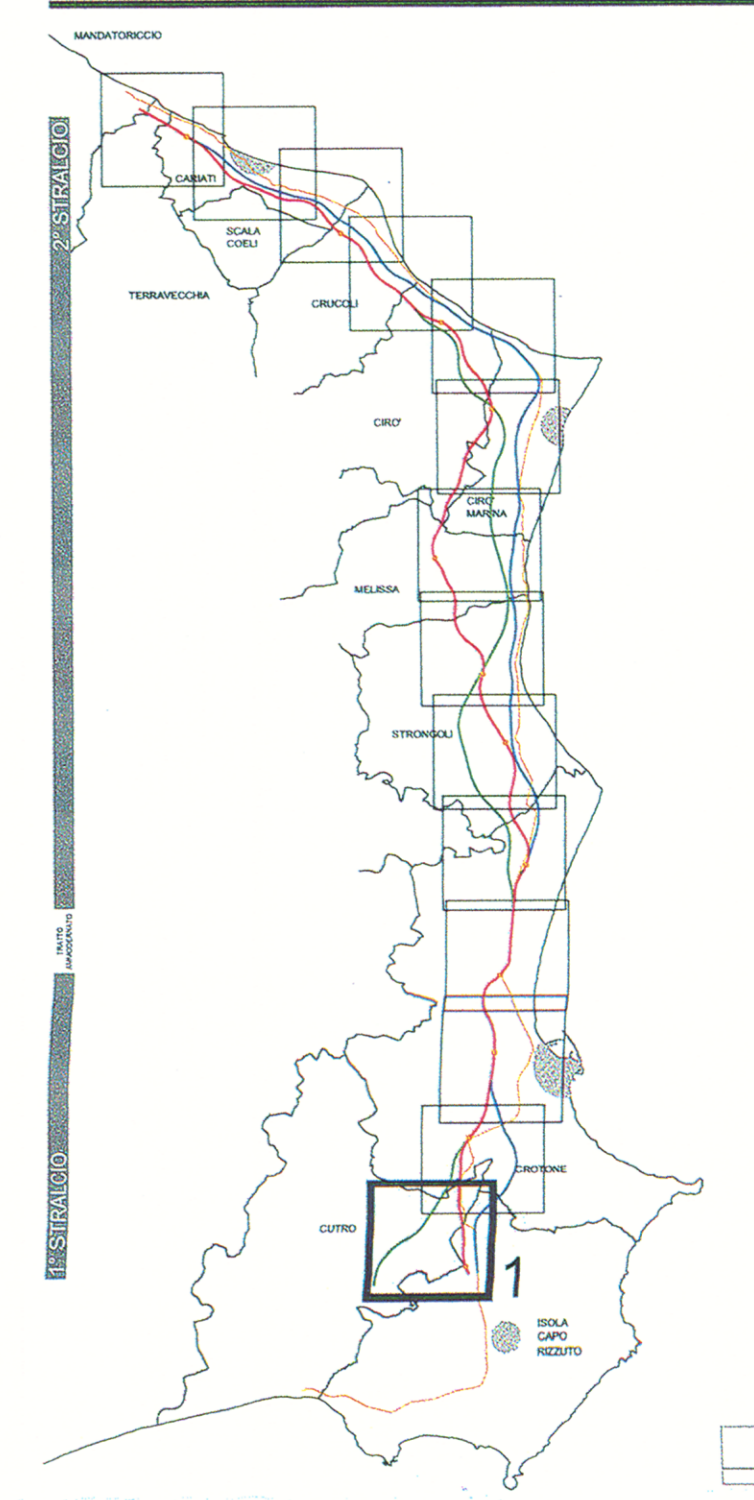 MANDATORICCIO
2° STRALCIO
CARIATI
SCALA
COELI
TERRAVECCHIA
CRUCOLI
CIRO'
CIRO'
MARINA
MELISSA
STRONGOLI
TRATTO
AMMODERNATO
1° STRALCIO
CROTONE
CUTRO
1
ISOLA
CAPO
RIZZUTO